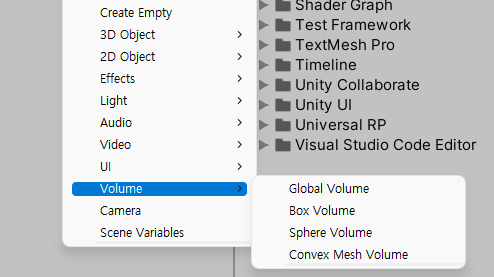 Create Empty
3D Object
2D Object
Effects
Light
Audio
Video
UI
Volume
Camera
Scene Variables
Shader Graph
Test Framework
TextMesh Pro
Timeline
Unity Collaborate
Unity UI
Universal RP
Visual Studio Code Editor
Global Volume
Box Volume
Sphere Volume
Convex Mesh Volume